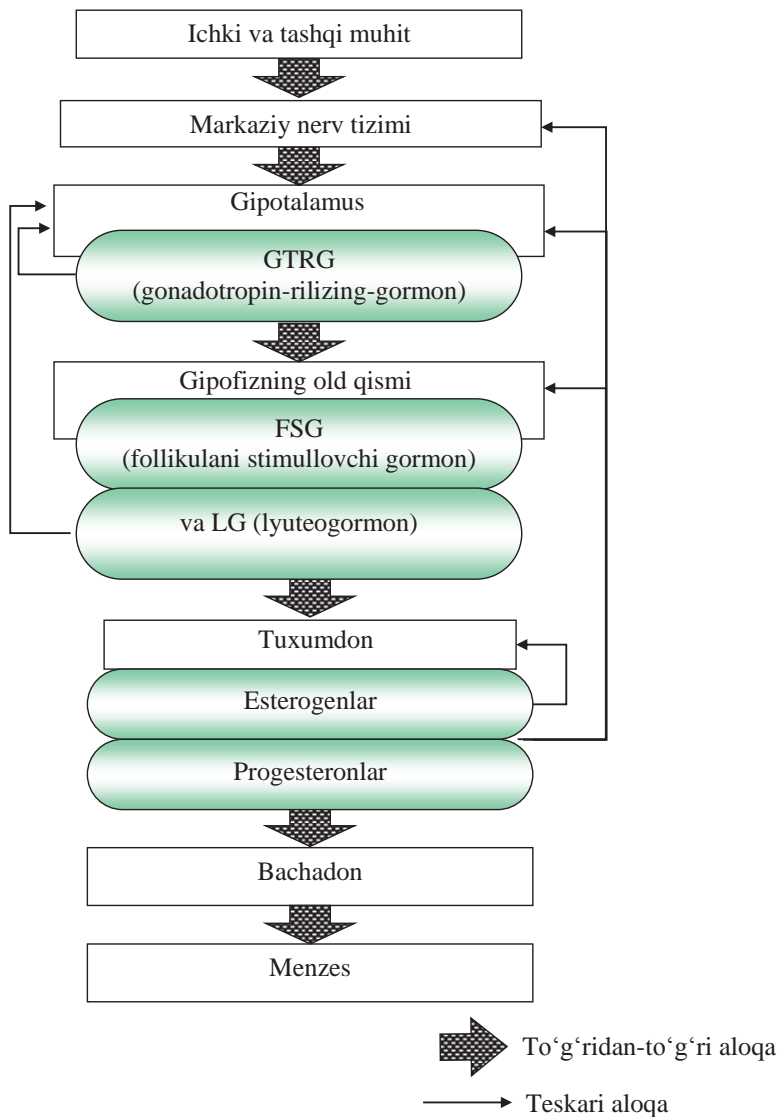 Ichki va tashqi muhit
Markaziy nerv tizimi
Gipotalamus
GTRG
(gonadotropin-rilizing-gormon)
Gipofizning old qismi
FSG
(follikulani stimullovchi gormon)
va LG (lyuteogormon)
Tuxumdon
Esterogenlar
Progesteronlar
Bachadon
Menzes
To‘g‘ridan-to‘g‘ri aloqa
Teskari aloqa